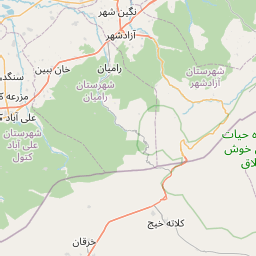 نگین شهر
آزادشهر
خان ببین
رامیان
شهرستان
آزادشهر
سنگدو
شهرستان
رامیان
مزرعه ک
علی آباد ک
شهرستان
علی آباد
کتول
ه حیات
خوش
لاق
کلاته خیج
خرقان